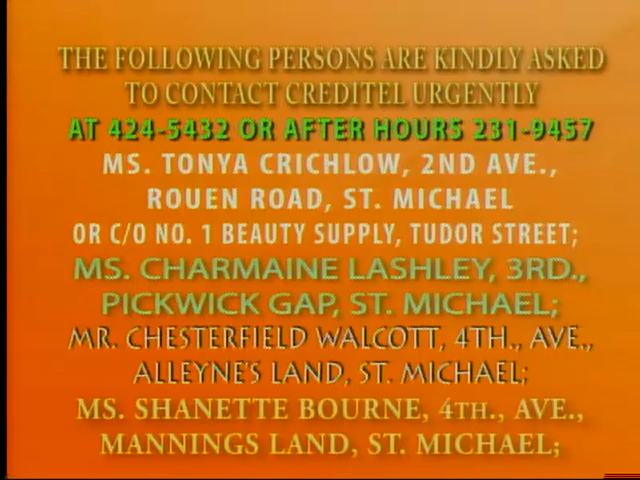 THE FOLLOWING PERSONS ARE KINDLY ASKED
TO CONTACT CREDITEL URGENTLY
AT 424-5432 OR AFTER HOURS 231-9457
MS. TONYA CRICHLOW, 2ND AVE.,
ROUEN ROAD, ST. MICHAEL
OR C/O NO. 1 BEAUTY SUPPLY, TUDOR STREET;
MS. CHARMAINE LASHLEY, 3RD.,
PICKWICK GAP, ST. MICHAEL;
MR. CHESTERFIELD WALCOTT, 4TH., AVE.,
ALLEYNE'S LAND, ST. MICHAEL;
MS. SHANETTE BOURNE, 4TH., AVE.,
MANNINGS LAND, ST. MICHAEL;